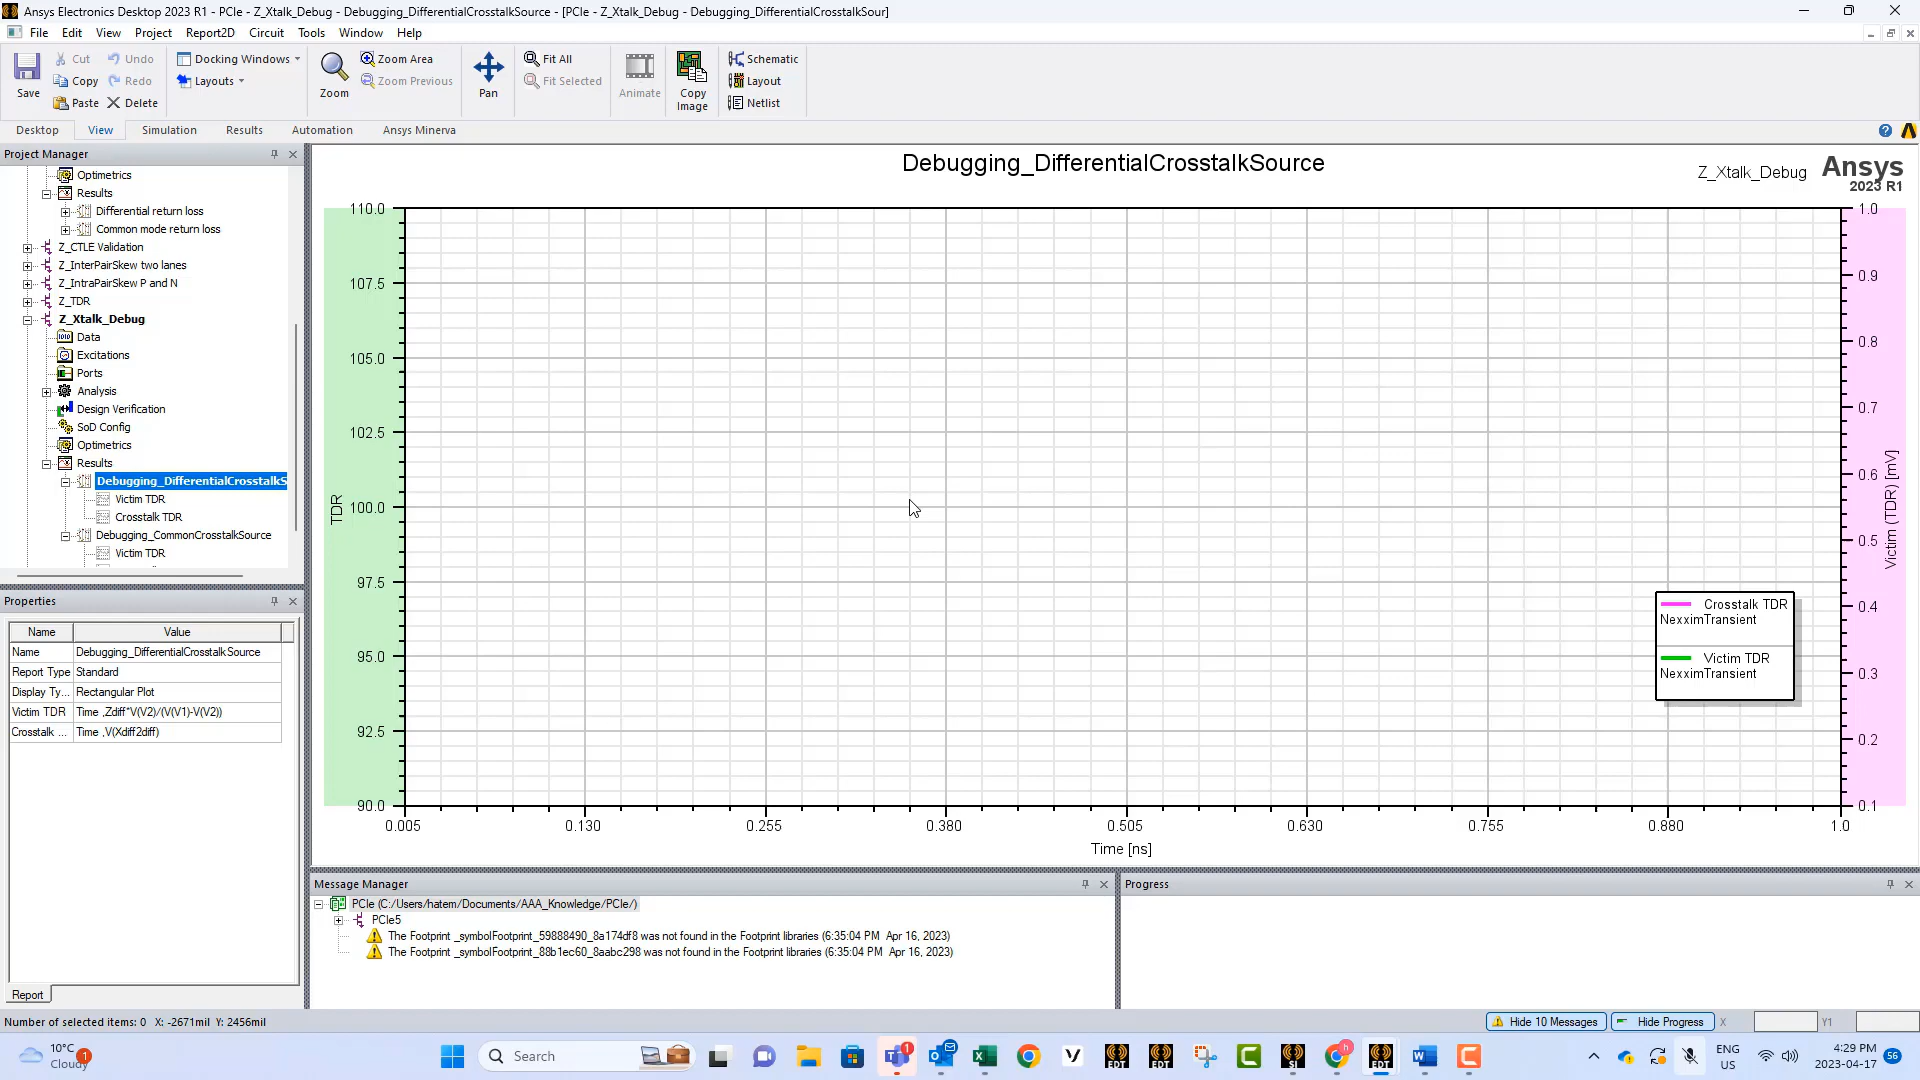 Ansys Electronics Desktop 2023 R1 - PCIe - Z_Xtalk_Debug - Debugging_DifferentialCrosstalkSource - [PCIe - Z_Xtalk_Debug - Debugging_DifferentialCrosstalkSour]
File Edit View Project Report2D Circuit Tools Window Help
Save
Cut
Copy
Paste
Undo
Redo
Delete
Docking Windows
Layouts
Zoom
Zoom Area
Zoom Previous
Pan
Fit All
Fit Selected
Animate
Copy
Image
Schematic
Layout
Netlist
Desktop View Simulation Results Automation Ansys Minerva
Project Manager
Optimetrics
Results
Differential return loss
Common mode return loss
Z_CTLE Validation
Z_InterPairSkew two lanes
Z_IntraPairSkew P and N
Z_TDR
Z_Xtalk_Debug
Data
Excitations
Ports
Analysis
Design Verification
SoD Config
Optimetrics
Results
Debugging_DifferentialCrosstalkS
Victim TDR
Crosstalk TDR
Debugging_CommonCrosstalkSource
Victim TDR
Properties
Name Value
Name Debugging_DifferentialCrosstalkSource
Report Type Standard
Display Ty... Rectangular Plot
Victim TDR Time ,Zdiff*V(V2)/(V(V1)-V(V2))
Crosstalk ... Time ,V(Xdiff2diff)
Report
Debugging_DifferentialCrosstalkSource
Z_Xtalk_Debug
Ansys
2023 R1
110.0
107.5
105.0
102.5
100.0
97.5
95.0
92.5
90.0
TDR
1.0
0.9
0.8
0.7
0.6
0.5
0.4
0.3
0.2
0.1
Victim (TDR) [mV]
Crosstalk TDR
NexximTransient
Victim TDR
NexximTransient
0.005 0.130 0.255 0.380 0.505 0.630 0.755 0.880 1.0
Time [ns]
Message Manager
PCIe (C:/Users/hatem/Documents/AAA_Knowledge/PCIe/)
PCIe5
The Footprint _symbolFootprint_59888490_8a174df8 was not found in the Footprint libraries (6:35:04 PM Apr 16, 2023)
The Footprint _symbolFootprint_88b1ec60_8aabc298 was not found in the Footprint libraries (6:35:04 PM Apr 16, 2023)
Progress
Number of selected items: 0 X: -2671mil Y: 2456mil
Hide 10 Messages
Hide Progress
X
Y1
10°C
Cloudy
1
Search
1
V
EDT
EDT
SI
EDT
ENG
US
4:29 PM
2023-04-17
56